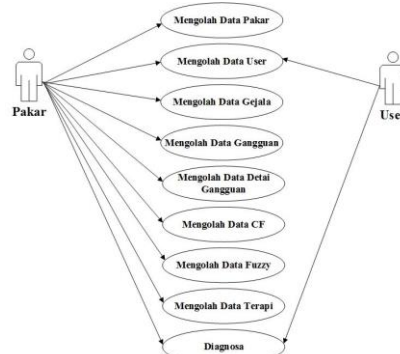 Mengolah Data Pakar
Mengolah Data User
Pakar
Use
Mengolah Data Gejala
Mengolah Data Gangguan
Mengolah Data Detai
Gangguan
Mengolah Data CF
Mengolah Data Fuzzy
Mengolah Data Terapi
Diagnosa